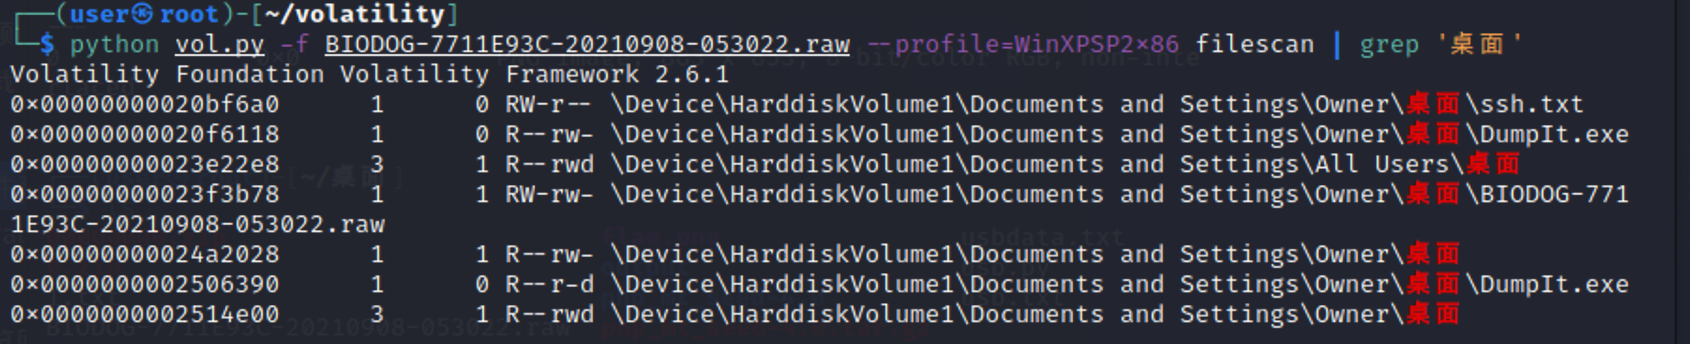 ┌──(user㉿root)-[~/volatility]
└─$ python vol.py -f BIODOG-7711E93C-20210908-053022.raw --profile=WinXPSP2x86 filescan | grep '桌面'
Volatility Foundation Volatility Framework 2.6.1
0x00000000020bf6a0      1      0 RW-r-- \Device\HarddiskVolume1\Documents and Settings\Owner\桌面\ssh.txt
0x00000000020f6118      1      0 R--rw- \Device\HarddiskVolume1\Documents and Settings\Owner\桌面\DumpIt.exe
0x00000000023e22e8      3      1 R--rwd \Device\HarddiskVolume1\Documents and Settings\All Users\桌面
0x00000000023f3b78      1      1 RW-rw- \Device\HarddiskVolume1\Documents and Settings\Owner\桌面\BIODOG-771
1E93C-20210908-053022.raw
0x00000000024a2028      1      1 R--rw- \Device\HarddiskVolume1\Documents and Settings\Owner\桌面
0x0000000002506390      1      0 R--r-d \Device\HarddiskVolume1\Documents and Settings\Owner\桌面\DumpIt.exe
0x0000000002514e00      3      1 R--rwd \Device\HarddiskVolume1\Documents and Settings\Owner\桌面